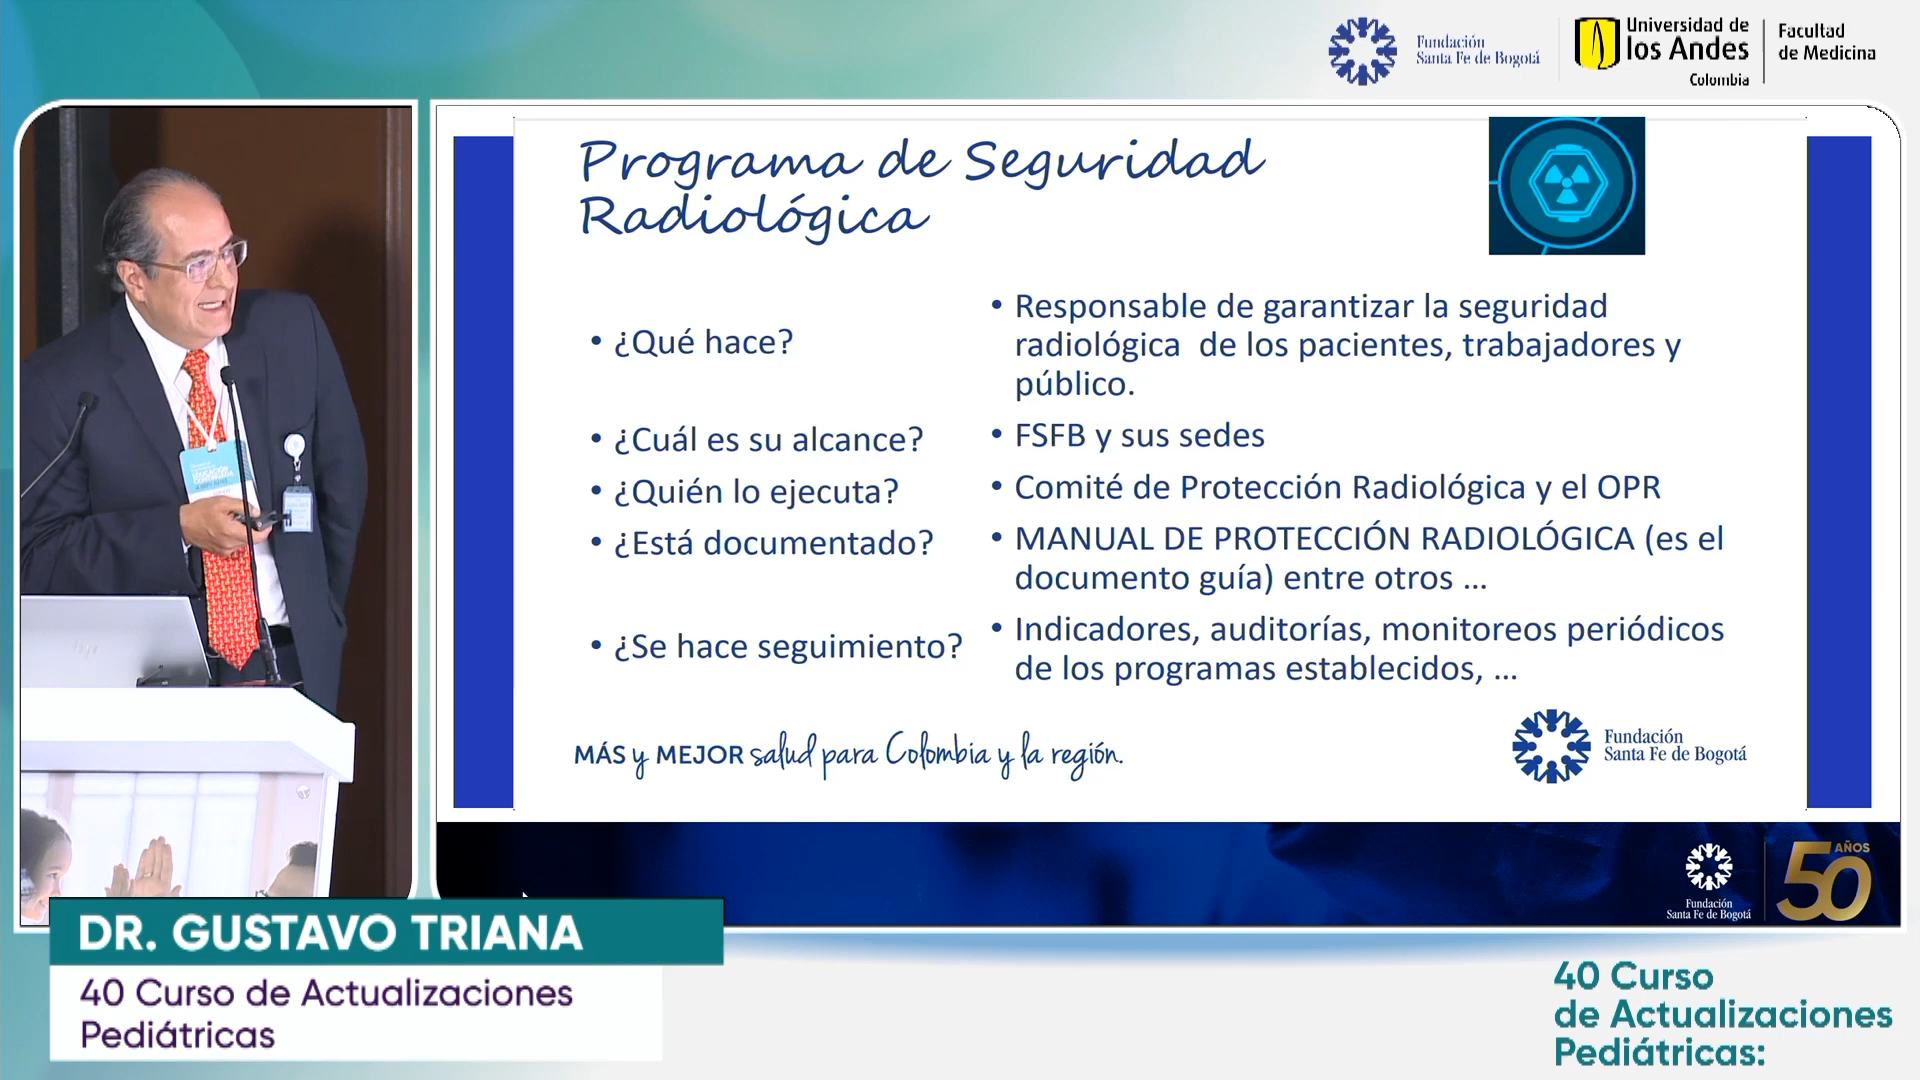 Fundación
Santa Fe de Bogotá
Universidad de
los Andes
Colombia
Facultad
de Medicina
Programa de Seguridad
Radiológica
• ¿Qué hace?
• Responsable de garantizar la seguridad
radiológica de los pacientes, trabajadores y
público.
• ¿Cuál es su alcance?
• FSFB y sus sedes
• ¿Quién lo ejecuta?
• Comité de Protección Radiológica y el OPR
• ¿Está documentado?
• MANUAL DE PROTECCIÓN RADIOLÓGICA (es el
documento guía) entre otros ...
• ¿Se hace seguimiento?
• Indicadores, auditorías, monitoreos periódicos
de los programas establecidos, ...
MÁS y MEJOR salud para Colombia y la región.
Fundación
Santa Fe de Bogotá
Fundación
Santa Fe de Bogotá
50 AÑOS
EDUCACIÓN
CONTINUADA
hp
DR. GUSTAVO TRIANA
40 Curso de Actualizaciones
Pediátricas
40 Curso
de Actualizaciones
Pediátricas: